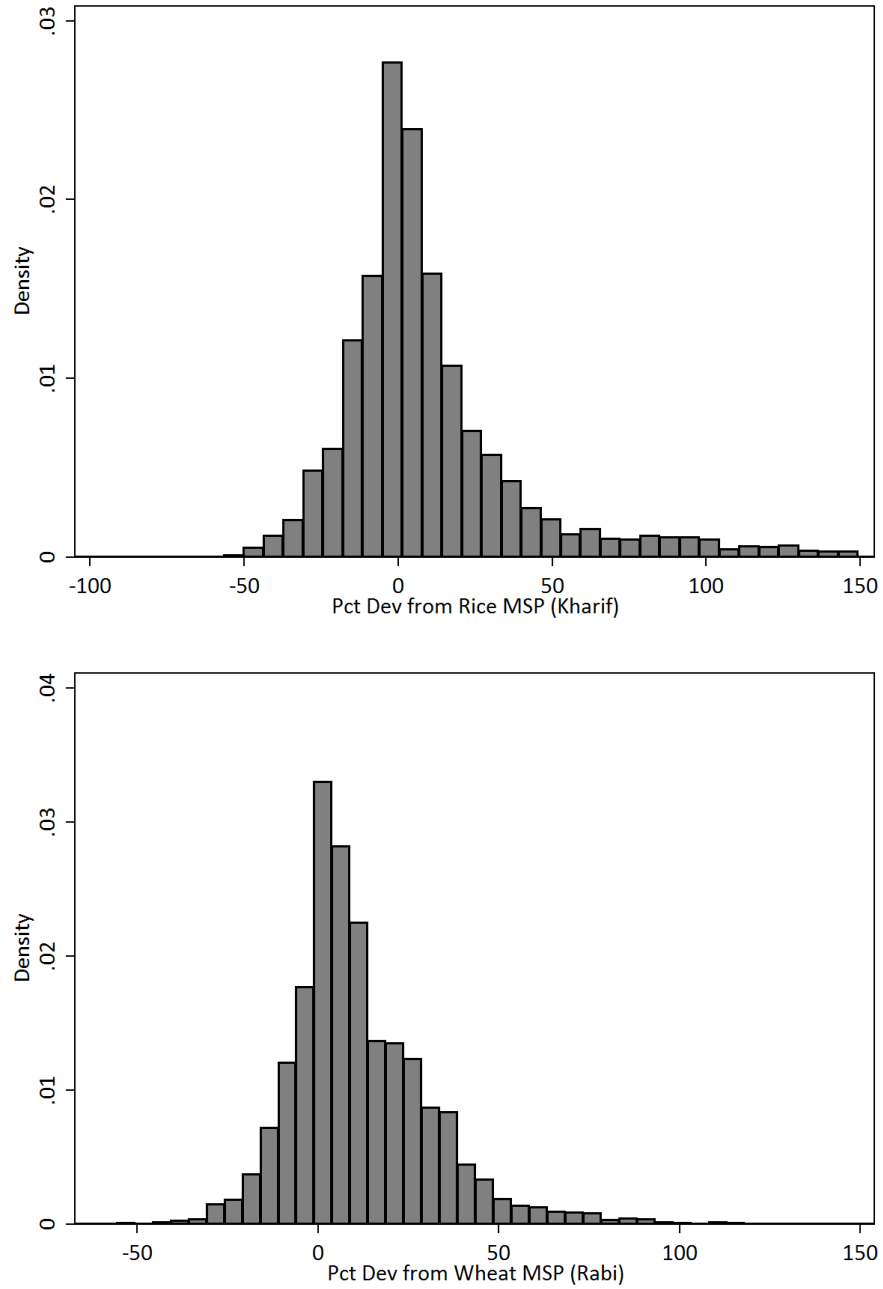 .03
.02
.01
0
Density
-100 -50 0 50 100 150
Pct Dev from Rice MSP (Kharif)
.04
.03
.02
.01
0
Density
-50 0 50 100 150
Pct Dev from Wheat MSP (Rabi)